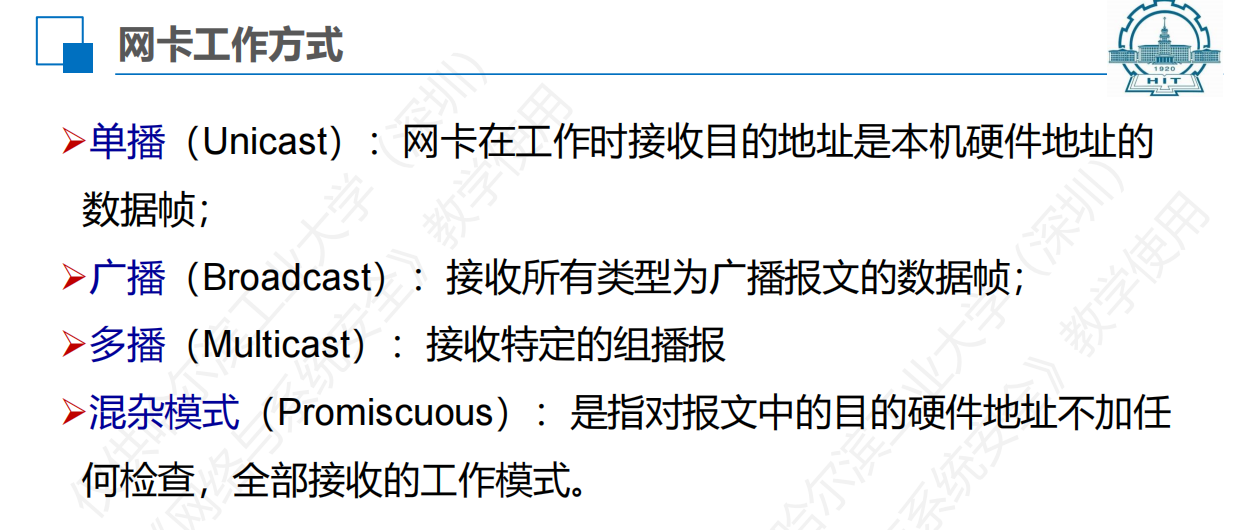 网卡工作方式
1920
HIT
➢单播（Unicast）：网卡在工作时接收目的地址是本机硬件地址的
数据帧；
➢广播（Broadcast）：接收所有类型为广播报文的数据帧；
➢多播（Multicast）：接收特定的组播报
➢混杂模式（Promiscuous）：是指对报文中的目的硬件地址不加任
何检查，全部接收的工作模式。
仅供哈尔滨工业大学（深圳）
《网络与系统安全》教学使用
哈尔滨工业大学（深圳）
系统安全》教学使用